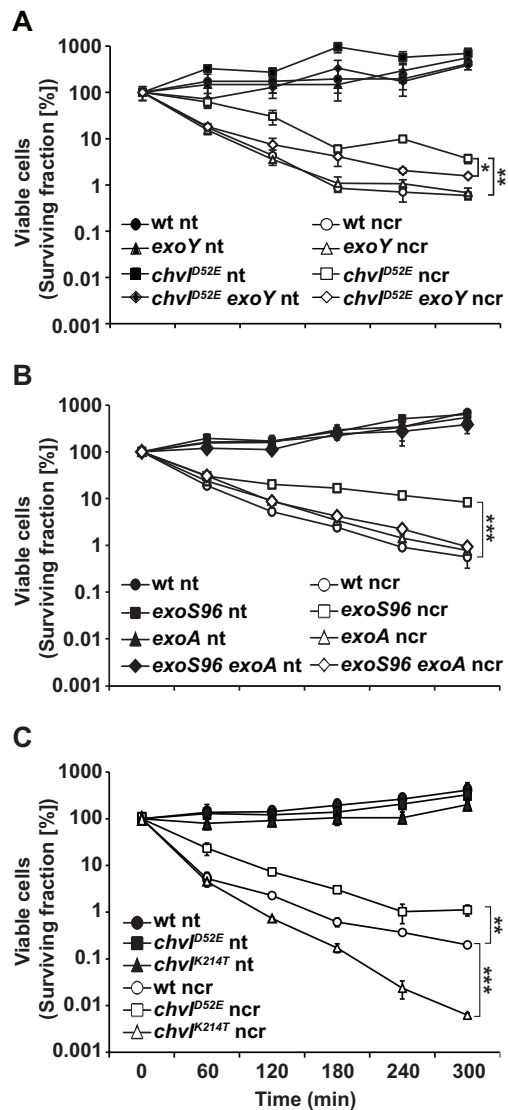 A
Viable cells
(Surviving fraction [%])
1000
100
10
1
0.1
0.01
0.001
wt nt
exoY nt
chvI^D52E nt
chvI^D52E exoY nt
wt ncr
exoY ncr
chvI^D52E ncr
chvI^D52E exoY ncr
*
**
B
Viable cells
(Surviving fraction [%])
1000
100
10
1
0.1
0.01
0.001
wt nt
exoS96 nt
exoA nt
exoS96 exoA nt
wt ncr
exoS96 ncr
exoA ncr
exoS96 exoA ncr
***
C
Viable cells
(Surviving fraction [%])
1000
100
10
1
0.1
0.01
0.001
wt nt
chvI^D52E nt
chvI^K214T nt
wt ncr
chvI^D52E ncr
chvI^K214T ncr
**
***
0 60 120 180 240 300
Time (min)